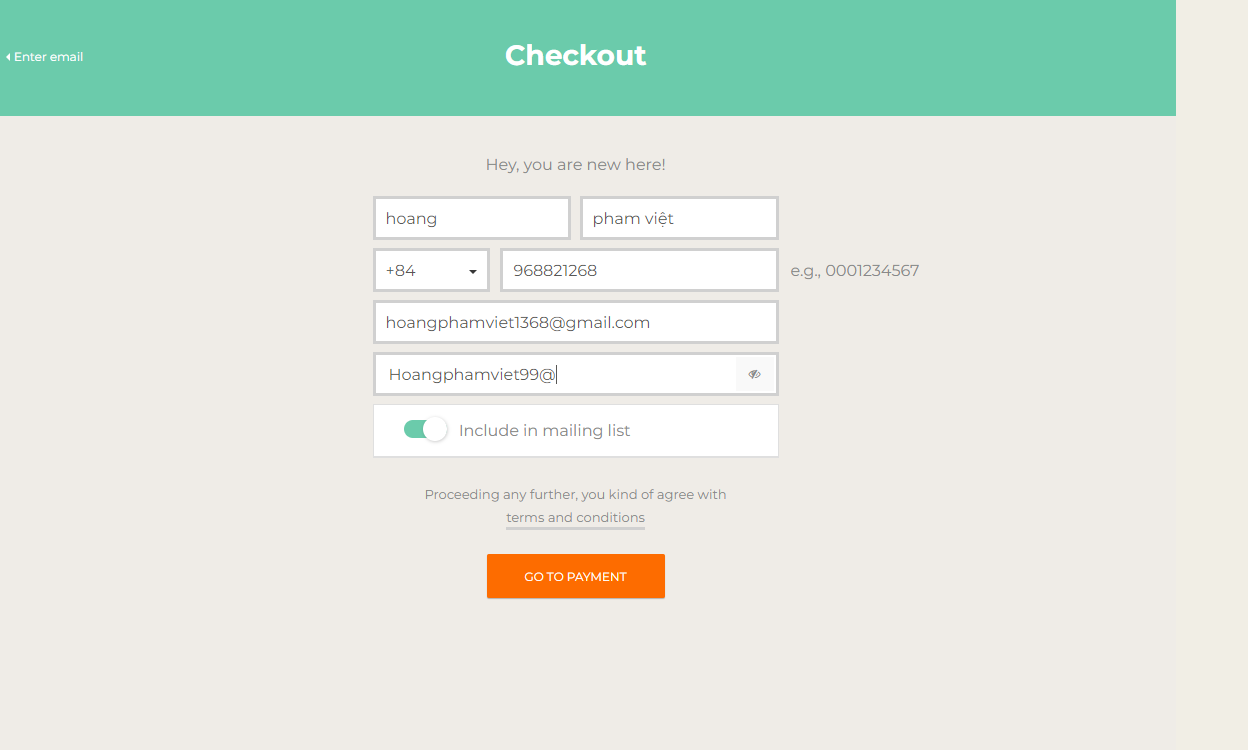 Enter email
Checkout
Hey, you are new here!
hoang
pham việt
+84
968821268
e.g., 0001234567
hoangphamviet1368@gmail.com
Hoangphamviet99@
Include in mailing list
Proceeding any further, you kind of agree with
terms and conditions
GO TO PAYMENT